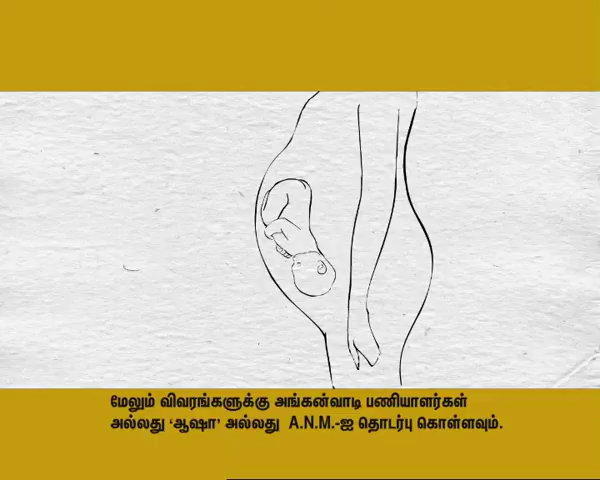 மேலும் விவரங்களுக்கு அங்கன்வாடி பணியாளர்கள்
அல்லது ‘ஆஷா’ அல்லது A.N.M.-ஐ தொடர்பு கொள்ளவும்.